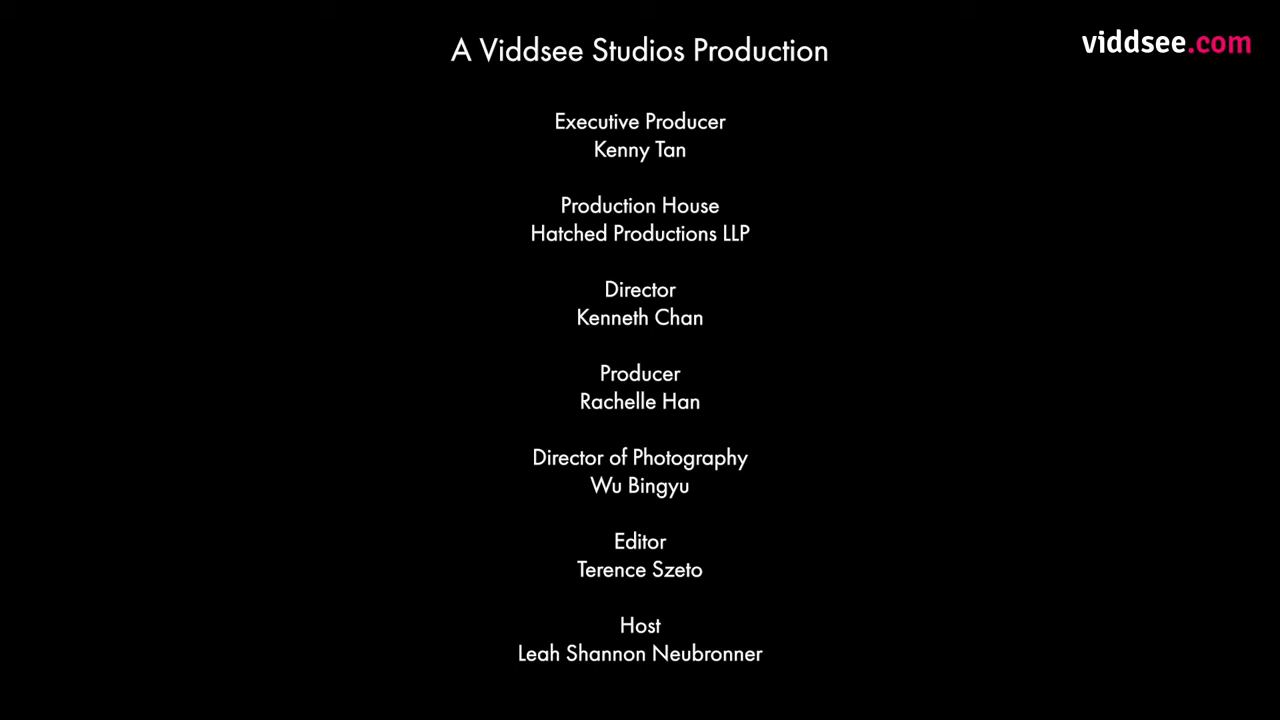 A Viddsee Studios Production
viddsee.com
Executive Producer
Kenny Tan
Production House
Hatched Productions LLP
Director
Kenneth Chan
Producer
Rachelle Han
Director of Photography
Wu Bingyu
Editor
Terence Szeto
Host
Leah Shannon Neubronner